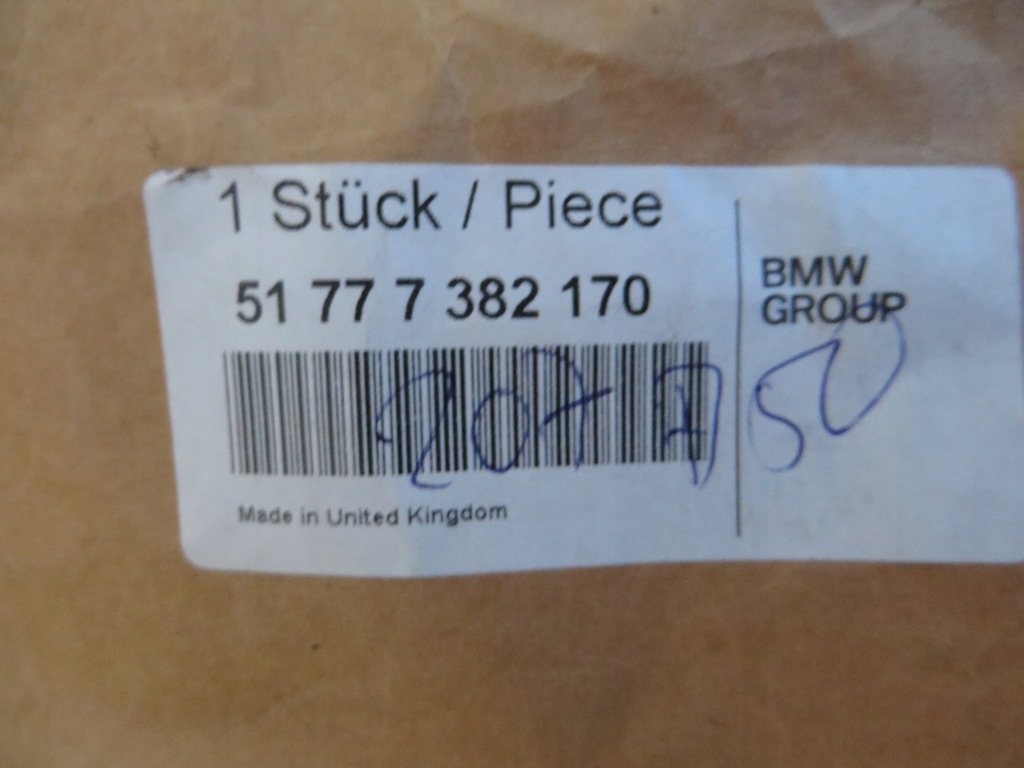 1 Stück / Piece
51 77 7 382 170
BMW
GROUP
Made in United Kingdom